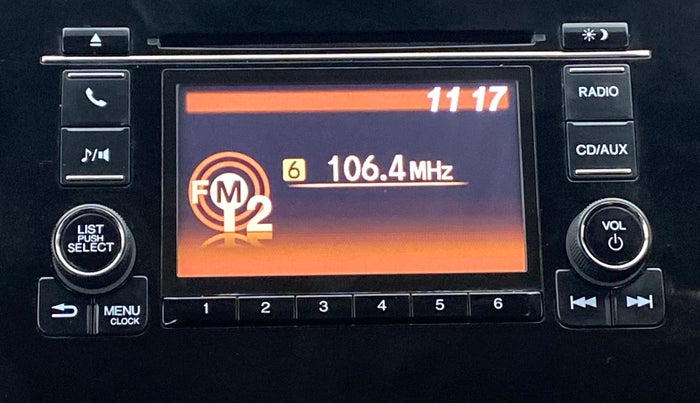 11 17
RADIO
6 106.4 MHz
CD/AUX
FM 2
LIST
PUSH
SELECT
VOL
MENU
CLOCK
1 2 3 4 5 6